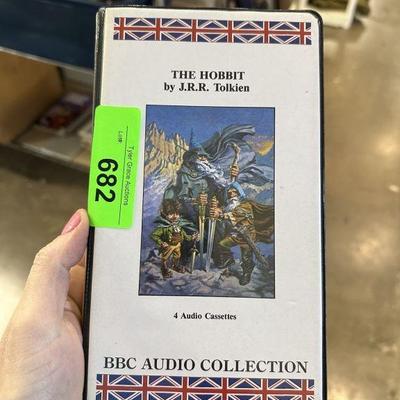 THE HOBBIT
by J.R.R. Tolkien
Tyler Grace Auctions
Lot#:
682
4 Audio Cassettes
BBC AUDIO COLLECTION